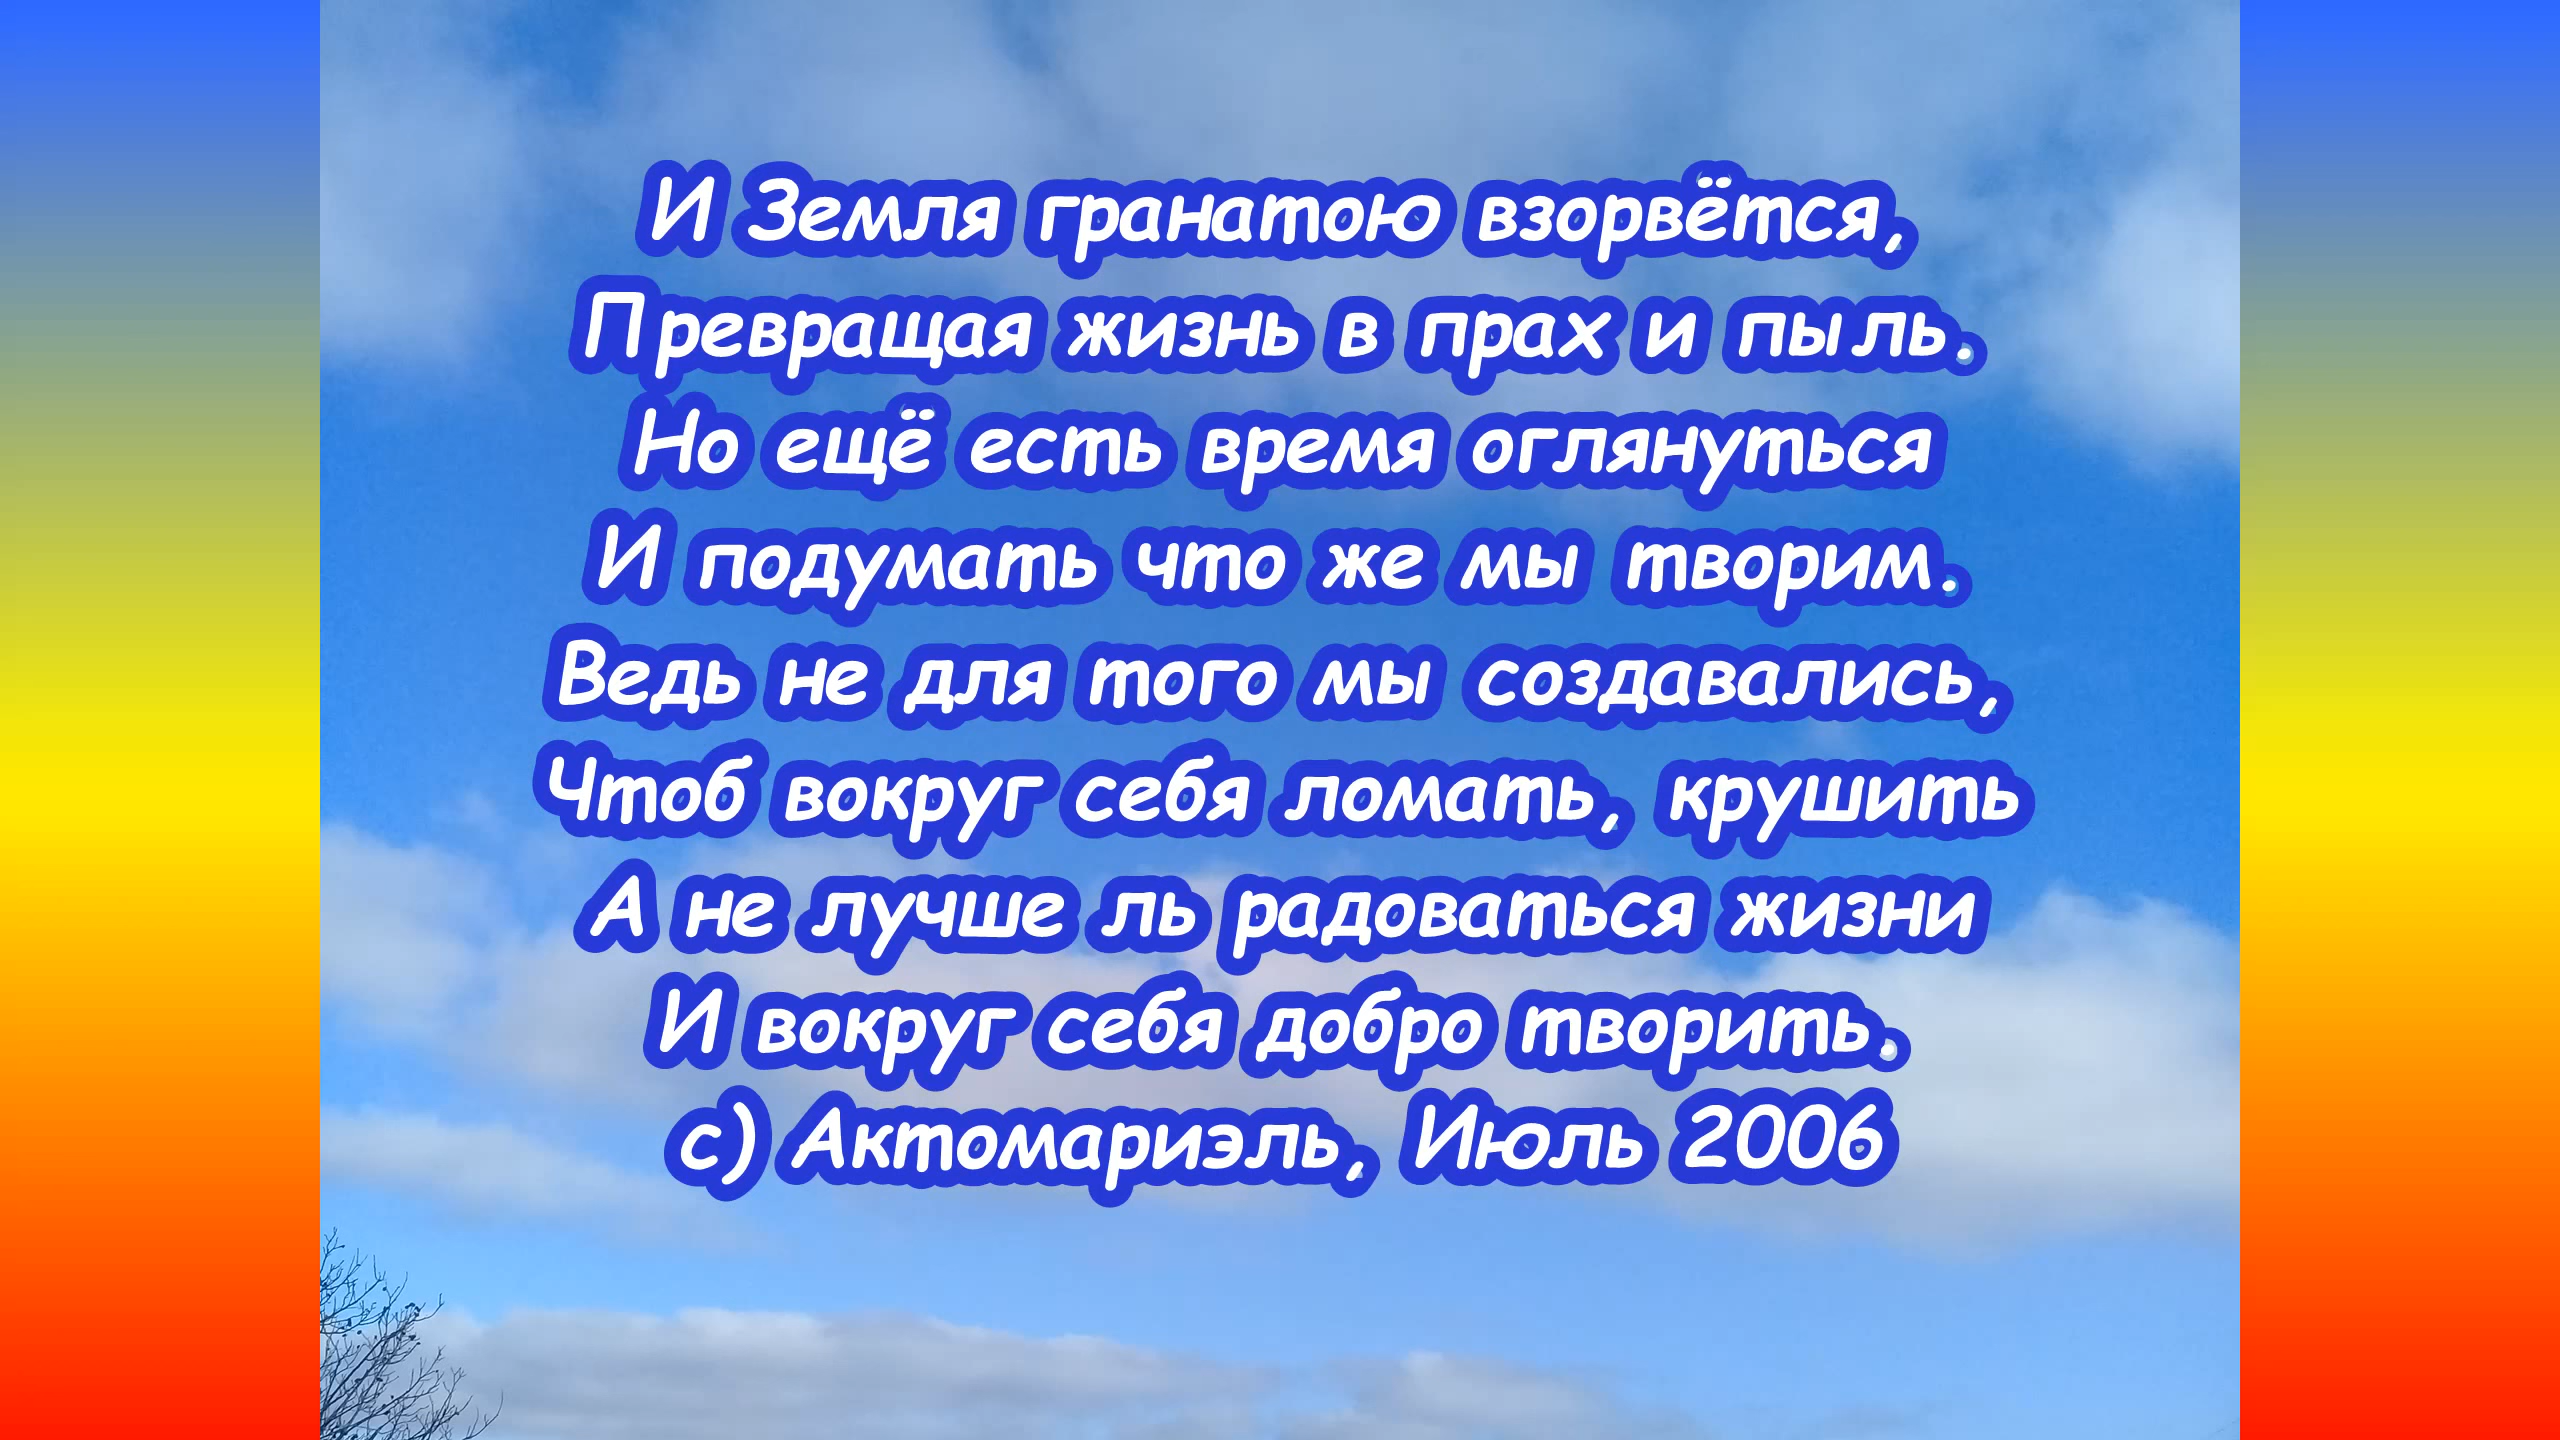 И Земля гранатою взорвётся,
Превращая жизнь в прах и пыль.
Но ещё есть время оглянуться
И подумать что же мы творим.
Ведь не для того мы создавались,
Чтоб вокруг себя ломать, крушить
А не лучше ль радоваться жизни
И вокруг себя добро творить.
с) Актомариэль, Июль 2006